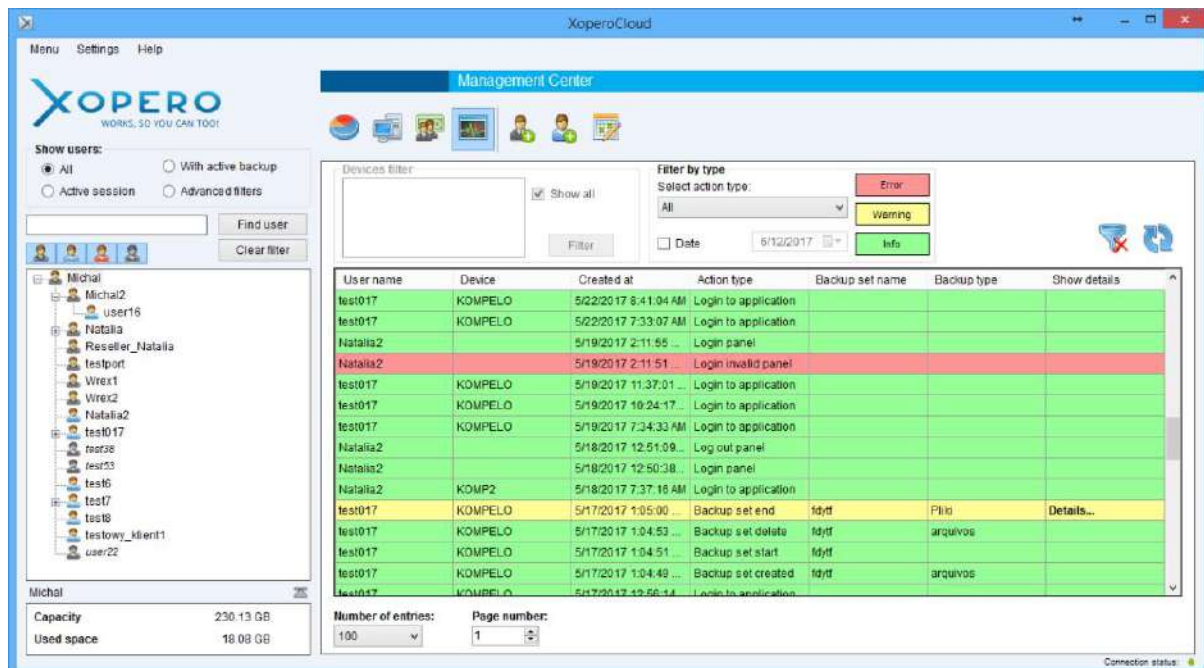 XoperoCloud
Menu Settings Help
XOPERO
WORKS, SO YOU CAN TOO!
Management Center
Show users:
All
With active backup
Active session
Advanced filters
Find user
Clear filter
Michal
Michal2
user16
Natalia
Reseller_Natalia
testport
Wrex1
Wrex2
Natalia2
test017
test38
test53
test6
test7
test8
testowy_klient1
user22
Michal
Capacity 230.13 GB
Used space 18.08 GB
Devices filter
Show all
Filter
Filter by type
Select action type:
All
Date 6/12/2017
Error
Warning
Info
User name Device Created at Action type Backup set name Backup type Show details
test017 KOMPELO 5/22/2017 8:41:04 AM Login to application
test017 KOMPELO 5/22/2017 7:33:07 AM Login to application
Natalia2 5/19/2017 2:11:55 ... Login panel
Natalia2 5/19/2017 2:11:51 ... Login invalid panel
test017 KOMPELO 5/19/2017 11:37:01 ... Login to application
test017 KOMPELO 5/19/2017 10:24:17... Login to application
test017 KOMPELO 5/19/2017 7:34:33 AM Login to application
Natalia2 5/18/2017 12:51:09... Log out panel
Natalia2 5/18/2017 12:50:38... Login panel
Natalia2 KOMP2 5/18/2017 7:37:16 AM Login to application
test017 KOMPELO 5/17/2017 1:05:00 ... Backup set end fdytf Pliki Details...
test017 KOMPELO 5/17/2017 1:04:53 ... Backup set delete fdytf arquivos
test017 KOMPELO 5/17/2017 1:04:51 ... Backup set start fdytf
test017 KOMPELO 5/17/2017 1:04:49 ... Backup set created fdytf arquivos
test017 KOMPELO 5/17/2017 12:56:14... Login to application
Number of entries: Page number:
100 1
Connection status: